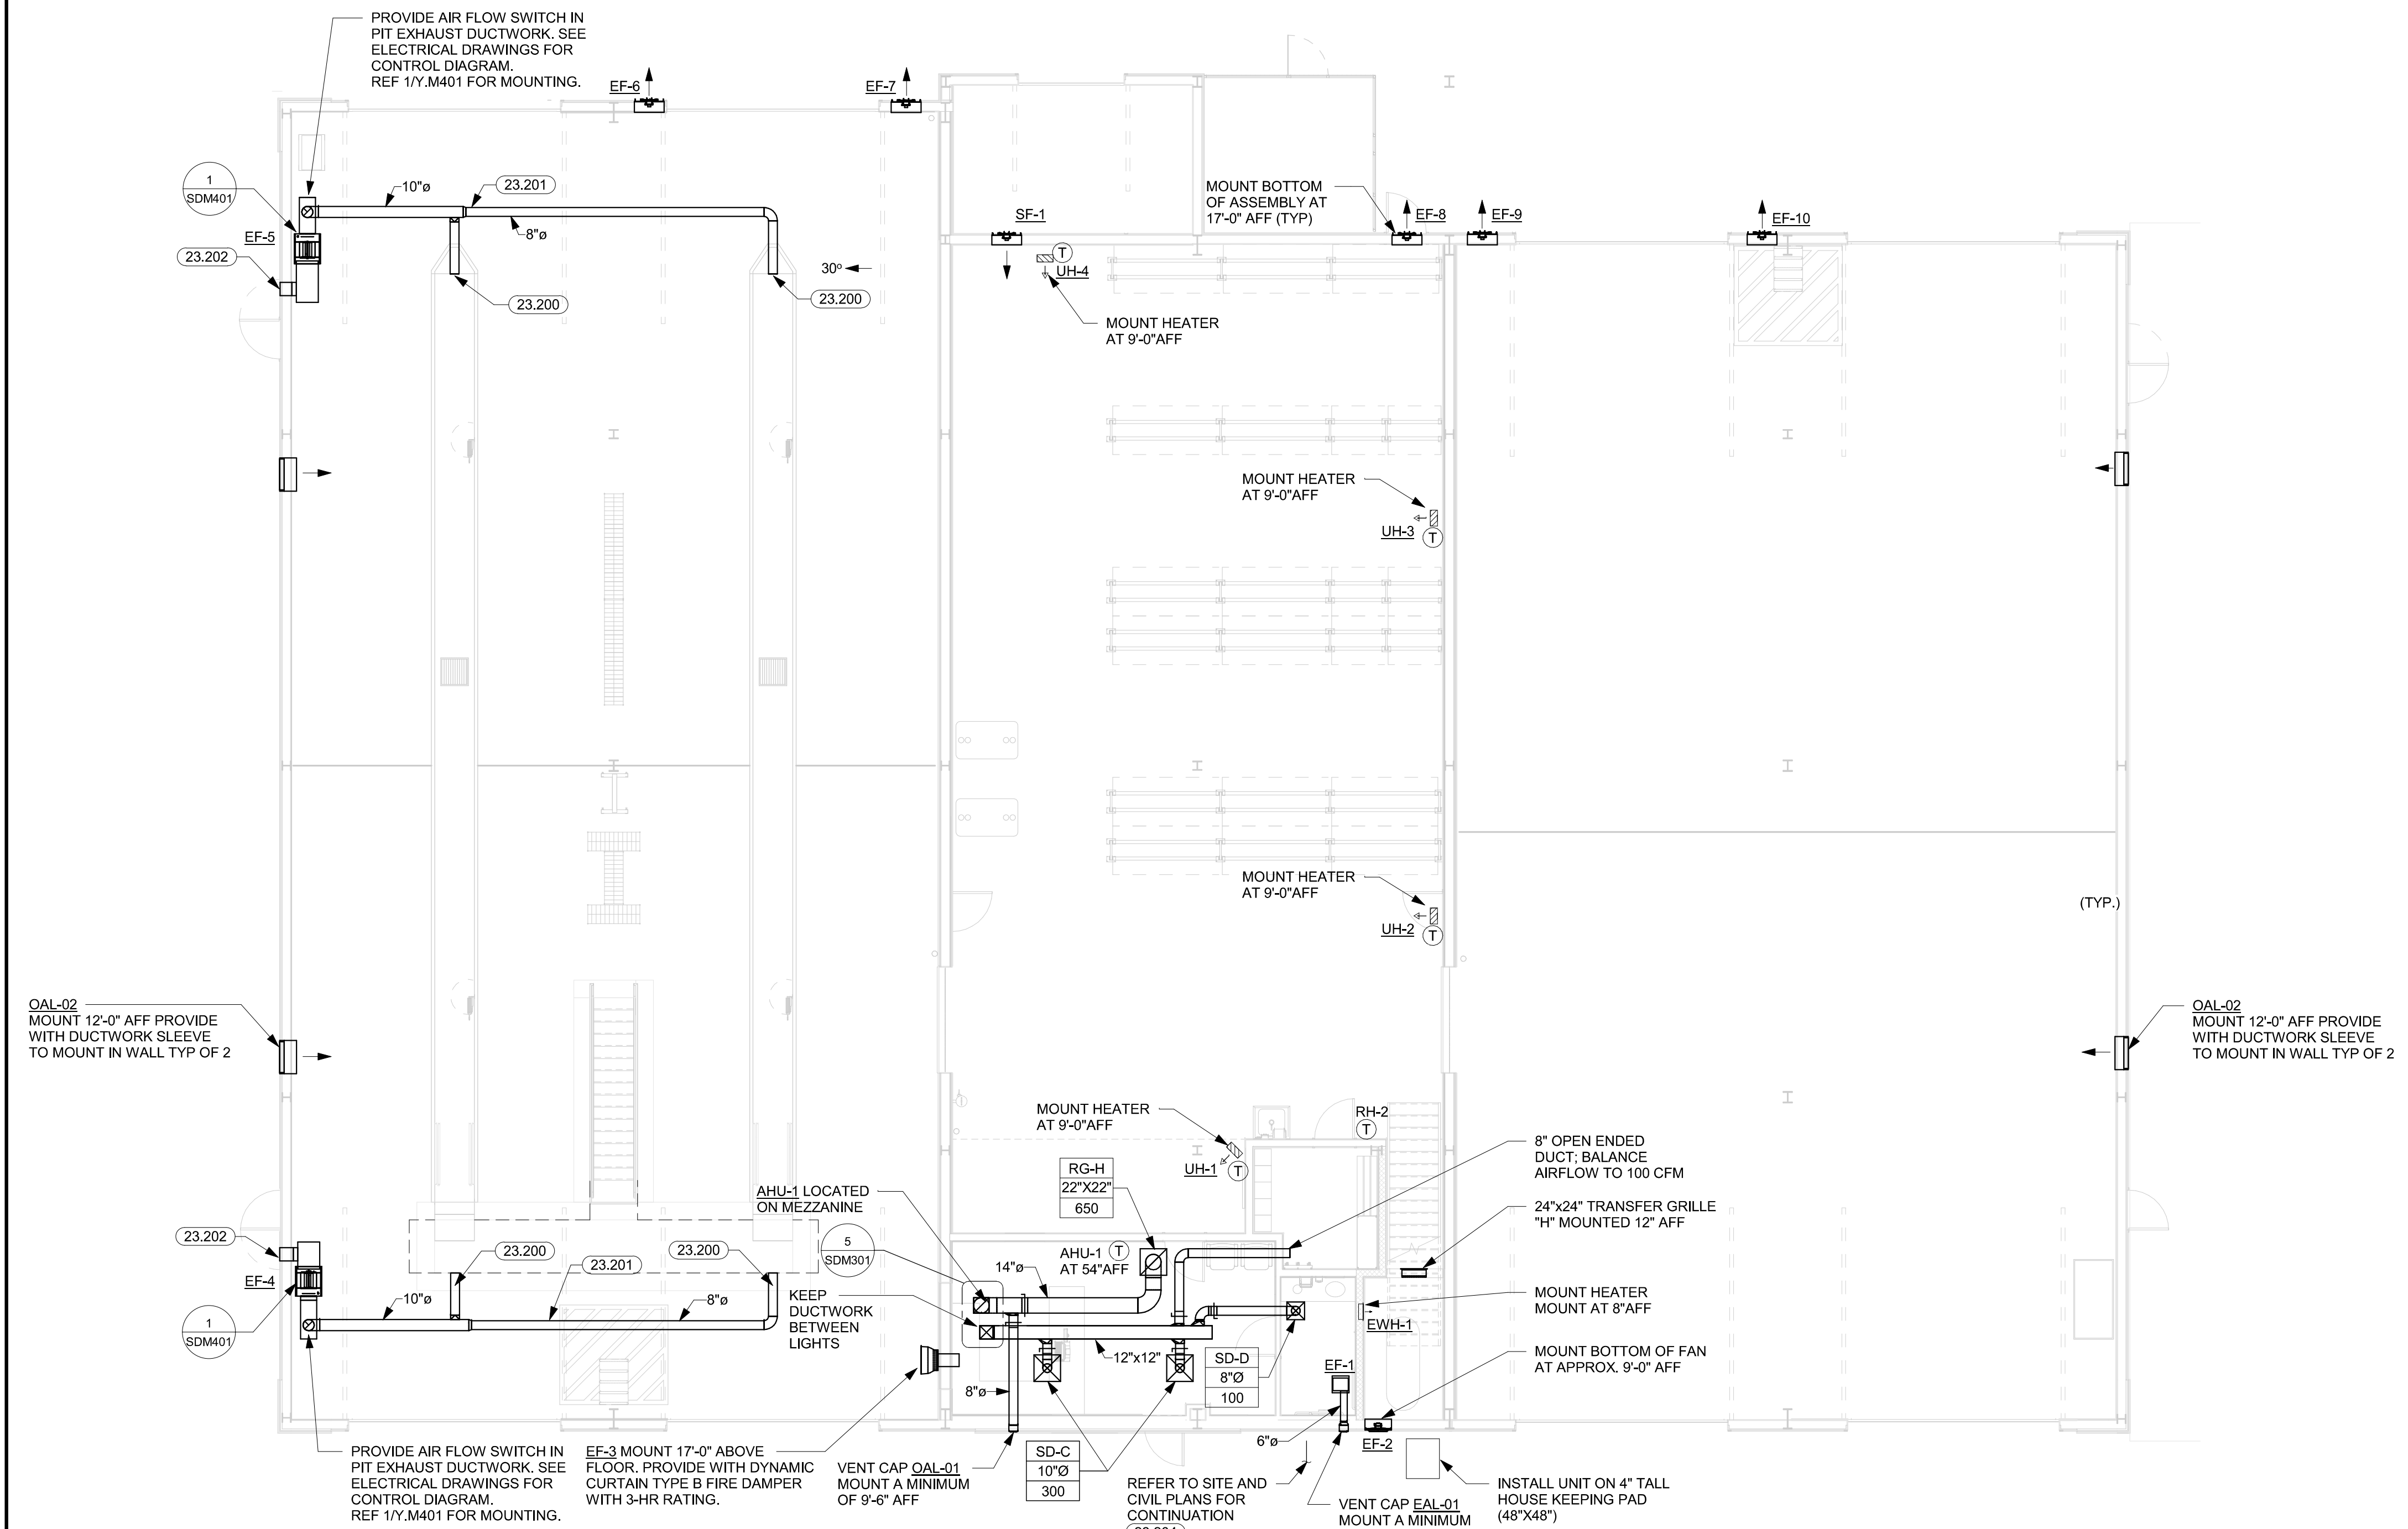 PROVIDE AIR FLOW SWITCH IN
PIT EXHAUST DUCTWORK. SEE
ELECTRICAL DRAWINGS FOR
CONTROL DIAGRAM.
REF 1/Y.M401 FOR MOUNTING.
EF-6
EF-7
1
SDM401
10"ø
23.201
8"ø
EF-5
23.202
23.200
30º
23.200
SF-1
MOUNT BOTTOM
OF ASSEMBLY AT
17'-0" AFF (TYP)
EF-8
EF-9
EF-10
T
UH-4
MOUNT HEATER
AT 9'-0"AFF
MOUNT HEATER
AT 9'-0"AFF
UH-3
T
MOUNT HEATER
AT 9'-0"AFF
UH-2
T
(TYP.)
OAL-02
MOUNT 12'-0" AFF PROVIDE
WITH DUCTWORK SLEEVE
TO MOUNT IN WALL TYP OF 2
OAL-02
MOUNT 12'-0" AFF PROVIDE
WITH DUCTWORK SLEEVE
TO MOUNT IN WALL TYP OF 2
MOUNT HEATER
AT 9'-0"AFF
UH-1
T
RH-2
T
8" OPEN ENDED
DUCT; BALANCE
AIRFLOW TO 100 CFM
RG-H
22"X22"
650
AHU-1 LOCATED
ON MEZZANINE
24"x24" TRANSFER GRILLE
"H" MOUNTED 12" AFF
23.202
EF-4
1
SDM401
23.200
23.201
23.200
10"ø
8"ø
5
SDM301
AHU-1
T
AT 54"AFF
14"ø
KEEP
DUCTWORK
BETWEEN
LIGHTS
12"x12"
8"ø
MOUNT HEATER
MOUNT AT 8"AFF
EWH-1
SD-D
8"Ø
100
EF-1
MOUNT BOTTOM OF FAN
AT APPROX. 9'-0" AFF
6"ø
EF-2
PROVIDE AIR FLOW SWITCH IN
PIT EXHAUST DUCTWORK. SEE
ELECTRICAL DRAWINGS FOR
CONTROL DIAGRAM.
REF 1/Y.M401 FOR MOUNTING.
EF-3 MOUNT 17'-0" ABOVE
FLOOR. PROVIDE WITH DYNAMIC
CURTAIN TYPE B FIRE DAMPER
WITH 3-HR RATING.
VENT CAP OAL-01
MOUNT A MINIMUM
OF 9'-6" AFF
SD-C
10"Ø
300
REFER TO SITE AND
CIVIL PLANS FOR
CONTINUATION
VENT CAP EAL-01
MOUNT A MINIMUM
INSTALL UNIT ON 4" TALL
HOUSE KEEPING PAD
(48"X48")